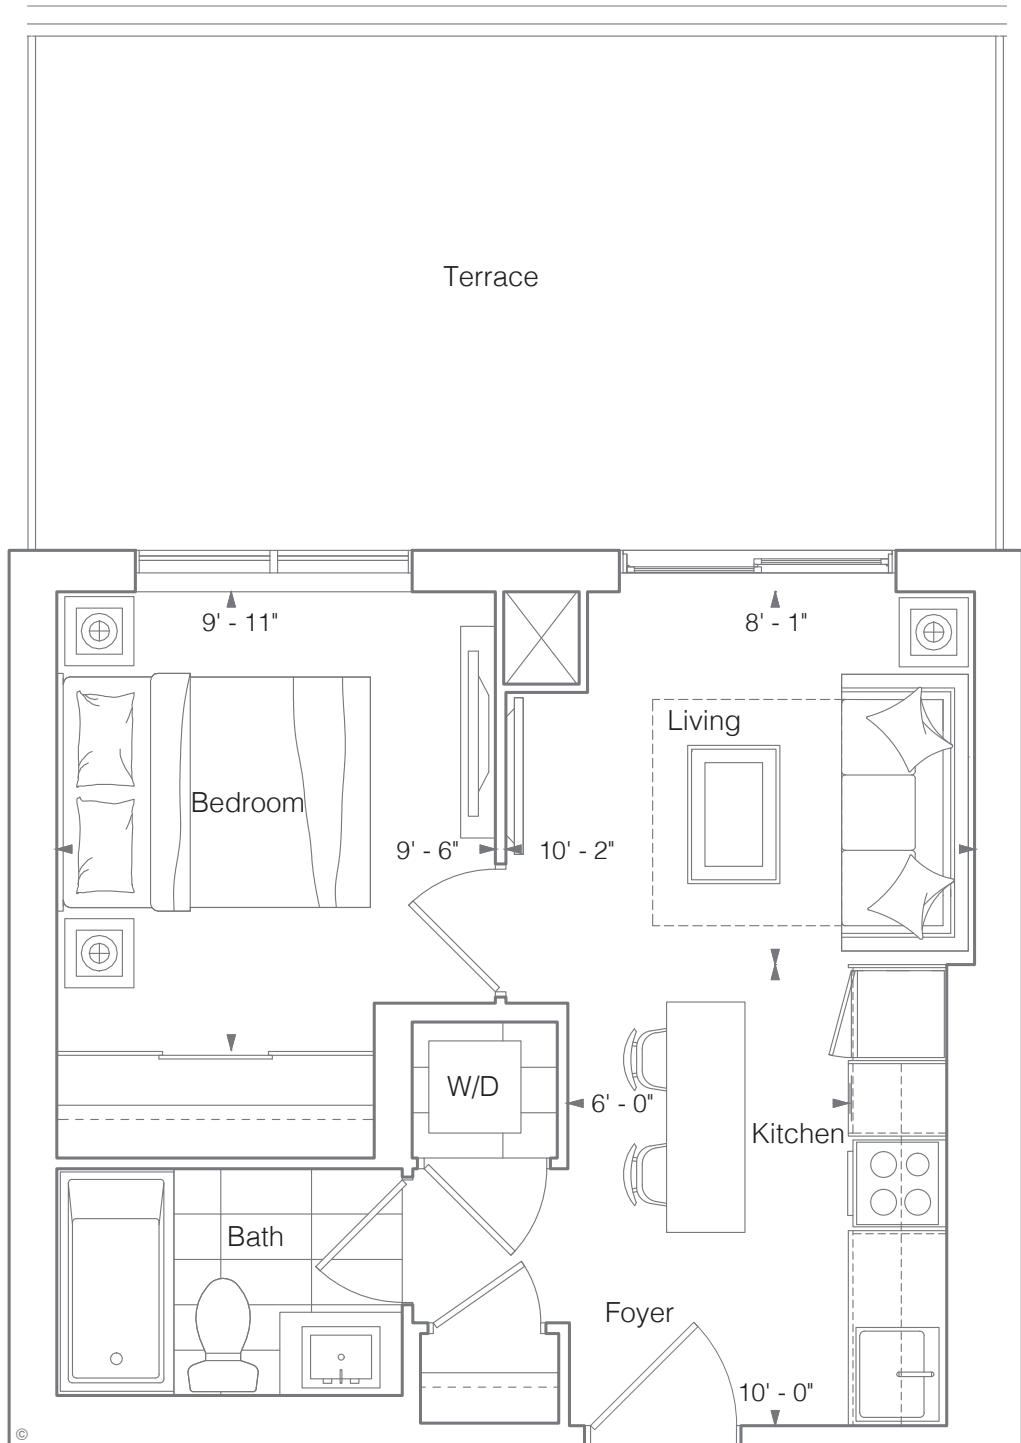 Terrace
9' - 11"
8' - 1"
Living
Bedroom
9' - 6"
10' - 2"
W/D
6' - 0"
Kitchen
Bath
Foyer
10' - 0"
©